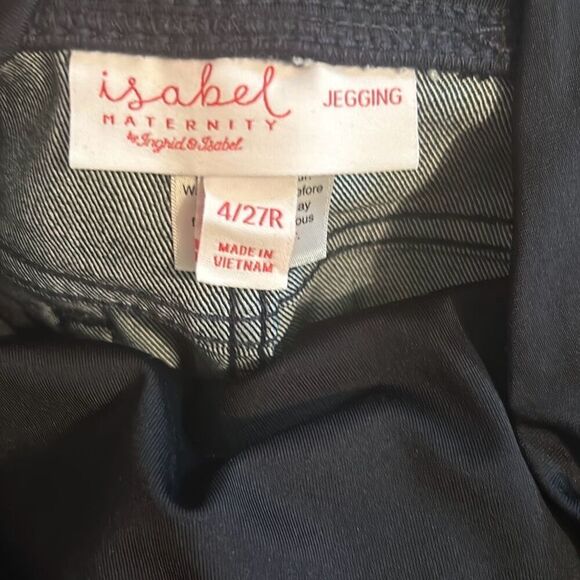 isabel
MATERNITY
by Ingrid & Isabel.
JEGGING
4/27R
MADE IN
VIETNAM